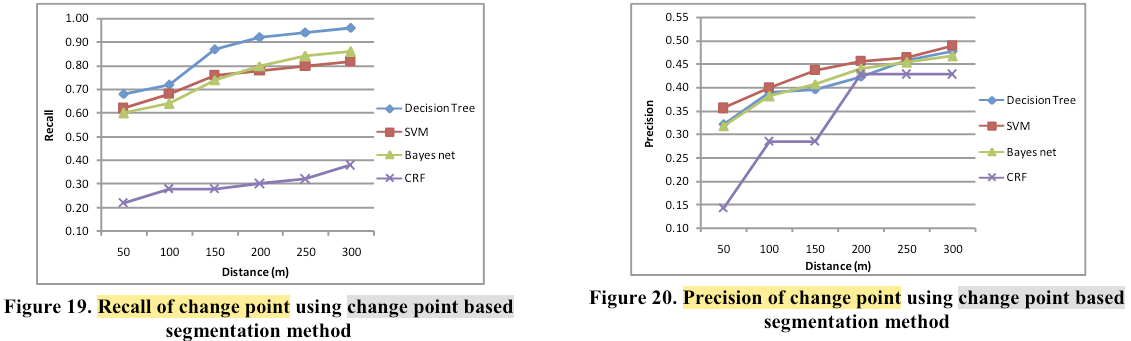 1.00
0.90
0.80
0.70
0.60
0.50
0.40
0.30
0.20
0.10
Recall
50 100 150 200 250 300
Distance (m)
Decision Tree
SVM
Bayes net
CRF
Figure 19. Recall of change point using change point based
segmentation method
0.55
0.50
0.45
0.40
0.35
0.30
0.25
0.20
0.15
0.10
Precision
50 100 150 200 250 300
Distance (m)
Decision Tree
SVM
Bayes net
CRF
Figure 20. Precision of change point using change point based
segmentation method